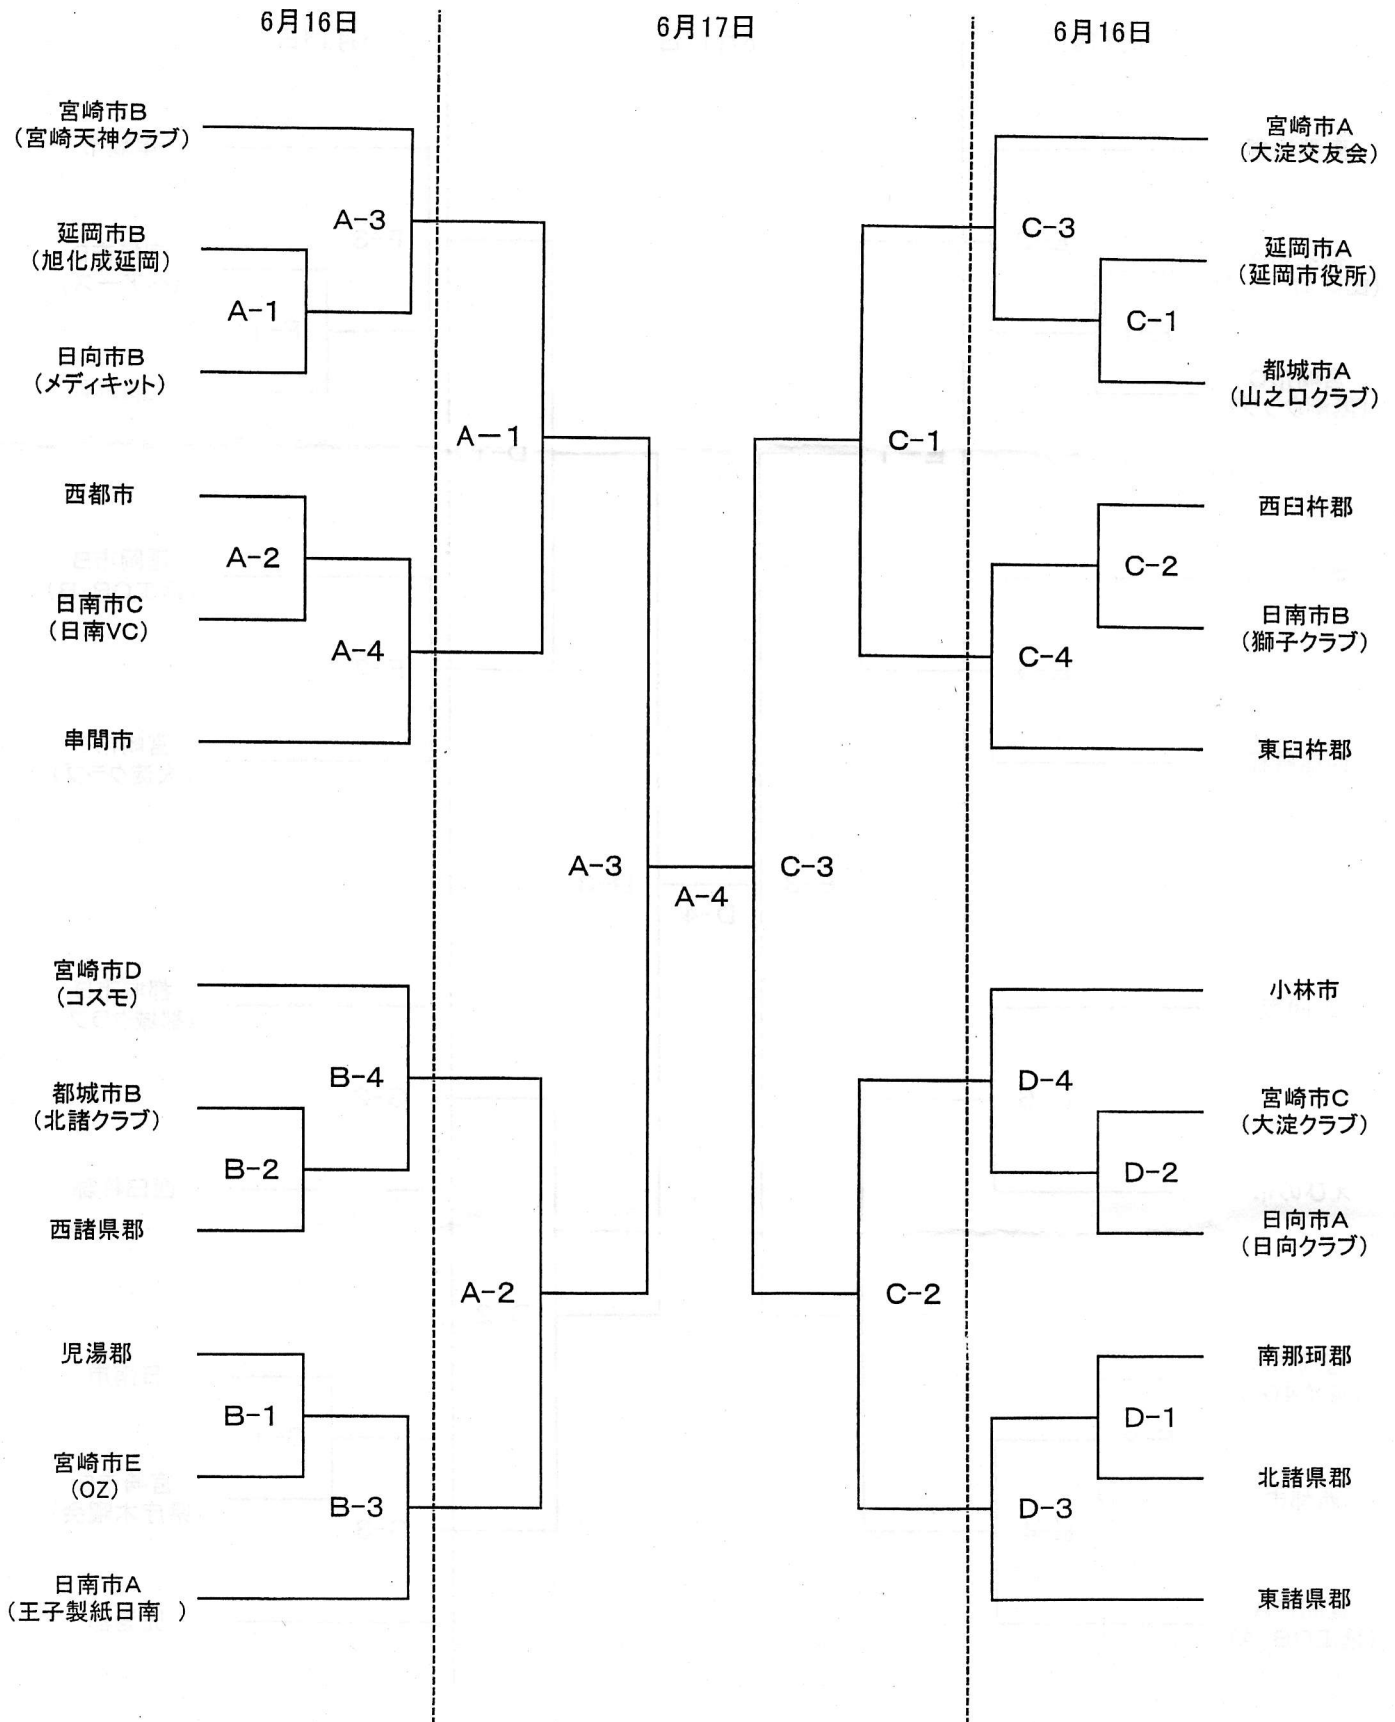 6月16日
6月17日
6月16日
宮崎市B
（宮崎天神クラブ）
A-3
延岡市B
（旭化成延岡）
A-1
日向市B
（メディキット）
A－1
西都市
A-2
日南市C
（日南VC）
A-4
串間市
A-3
A-4
C-3
宮崎市D
（コスモ）
B-4
都城市B
（北諸クラブ）
B-2
西諸県郡
A-2
児湯郡
B-1
宮崎市E
（OZ）
B-3
日南市A
（王子製紙日南 ）
宮崎市A
（大淀交友会）
C-3
延岡市A
（延岡市役所）
C-1
都城市A
（山之口クラブ）
C-1
西臼杵郡
C-2
日南市B
（獅子クラブ）
C-4
東臼杵郡
小林市
D-4
宮崎市C
（大淀クラブ）
D-2
日向市A
（日向クラブ）
C-2
南那珂郡
D-1
北諸県郡
D-3
東諸県郡